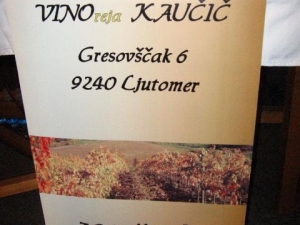 VINOreja KAUČIČ
Gresovščak 6
9240 Ljutomer